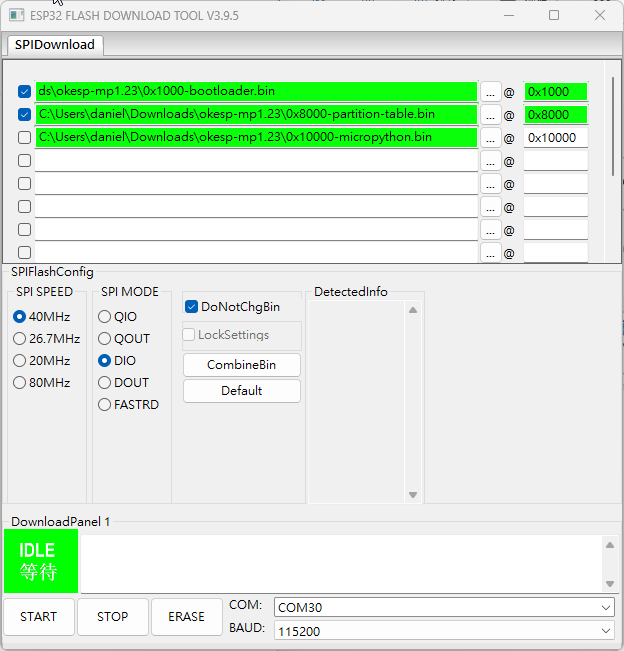 ESP32 FLASH DOWNLOAD TOOL V3.9.5
SPIDownload
ds\okesp-mp1.23\0x1000-bootloader.bin ... @ 0x1000
C:\Users\daniel\Downloads\okesp-mp1.23\0x8000-partition-table.bin ... @ 0x8000
C:\Users\daniel\Downloads\okesp-mp1.23\0x10000-micropython.bin ... @ 0x10000
... @
... @
... @
... @
... @
SPIFlashConfig
SPI SPEED
40MHz
26.7MHz
20MHz
80MHz
SPI MODE
QIO
QOUT
DIO
DOUT
FASTRD
DoNotChgBin
LockSettings
CombineBin
Default
DetectedInfo
DownloadPanel 1
IDLE
等待
START STOP ERASE
COM: COM30
BAUD: 115200